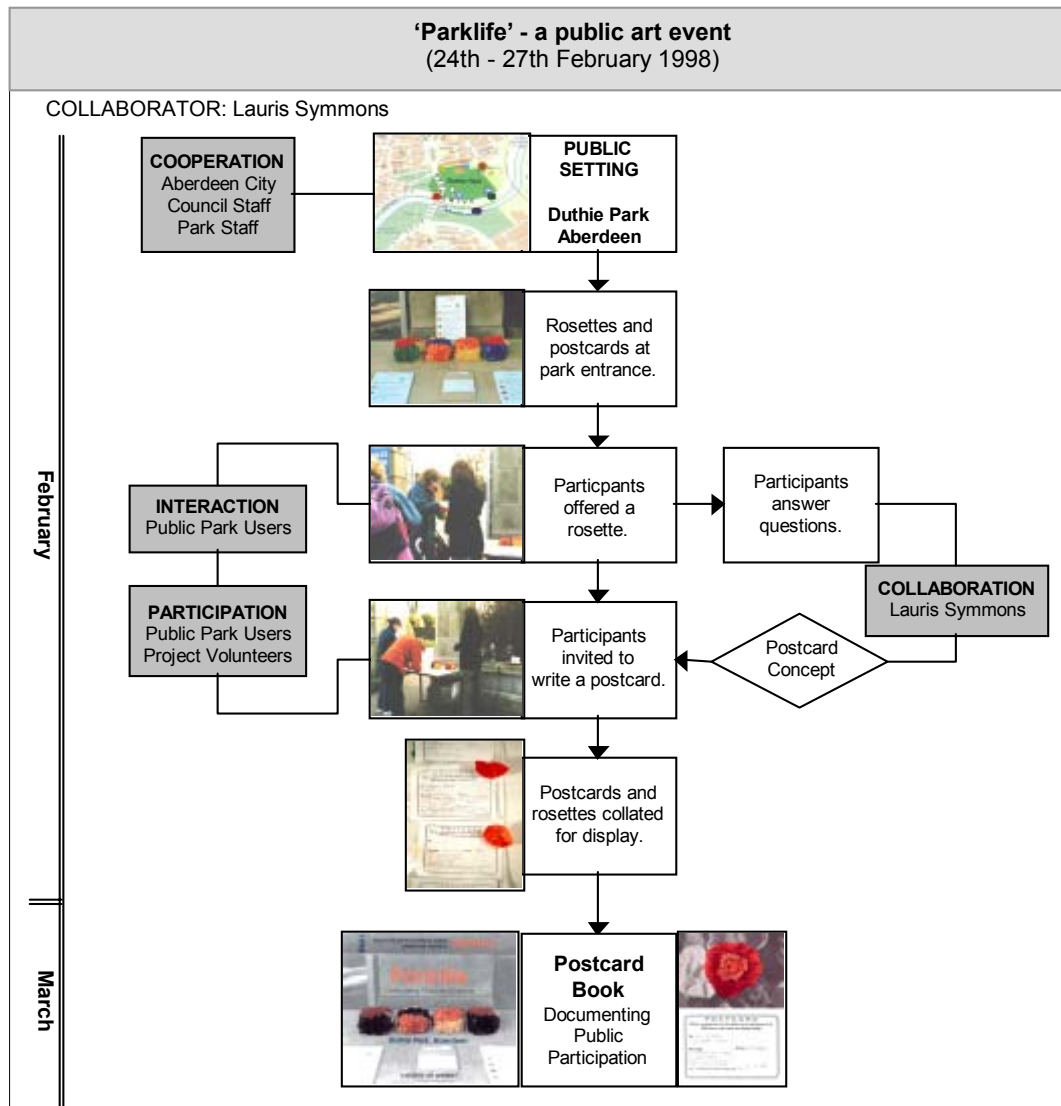 ‘Parklife’ - a public art event
(24th - 27th February 1998)
COLLABORATOR: Lauris Symmons
COOPERATION
Aberdeen City
Council Staff
Park Staff
PUBLIC
SETTING
Duthie Park
Aberdeen
Rosettes and
postcards at
park entrance.
February
INTERACTION
Public Park Users
Particpants
offered a
rosette.
Participants
answer
questions.
PARTICIPATION
Public Park Users
Project Volunteers
Participants
invited to
write a postcard.
Postcard
Concept
COLLABORATION
Lauris Symmons
Postcards and
rosettes collated
for display.
March
Postcard
Book
Documenting
Public
Participation
POSTCARD